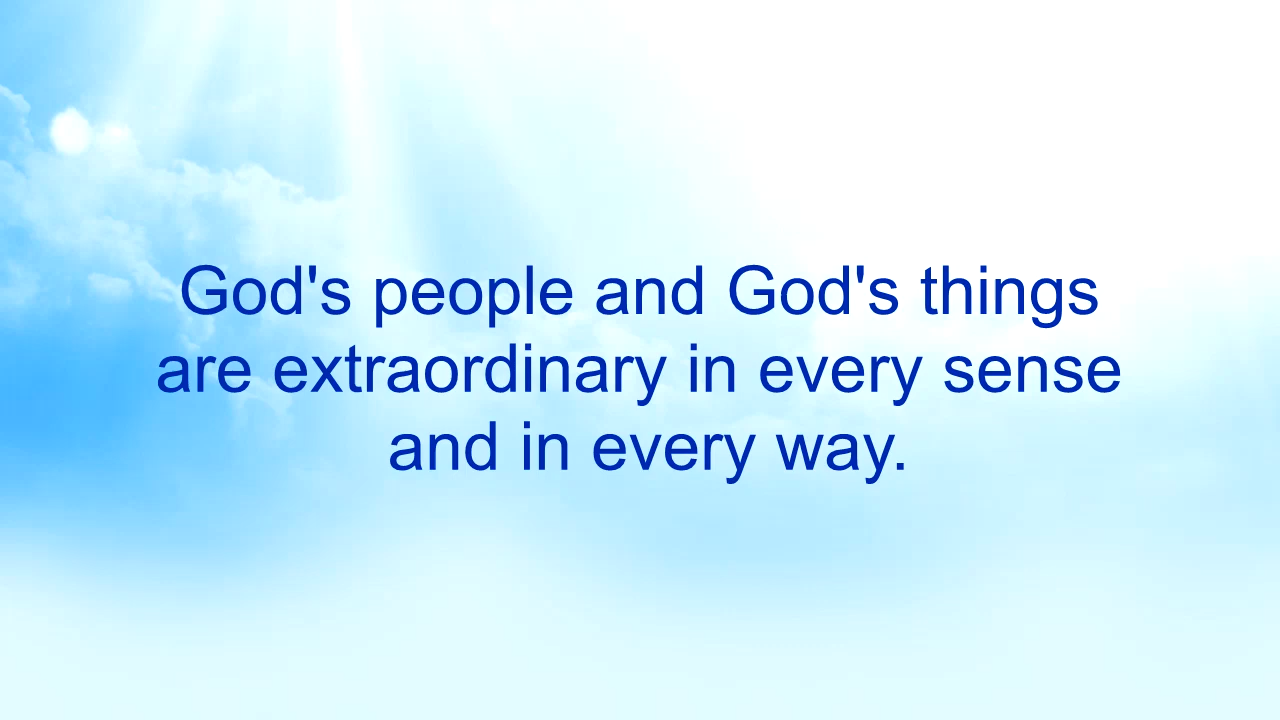 God's people and God's things
are extraordinary in every sense
and in every way.